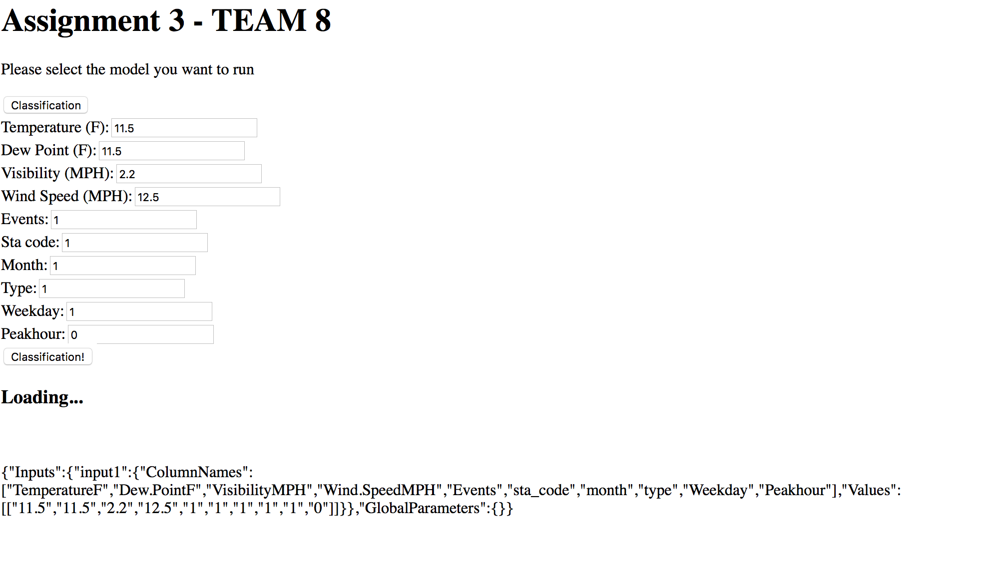 Assignment 3 - TEAM 8
Please select the model you want to run
Classification
Temperature (F): 11.5
Dew Point (F): 11.5
Visibility (MPH): 2.2
Wind Speed (MPH): 12.5
Events: 1
Sta code: 1
Month: 1
Type: 1
Weekday: 1
Peakhour: 0
Classification!
Loading...
{"Inputs":{"input1":{"ColumnNames":
["TemperatureF","Dew.PointF","VisibilityMPH","Wind.SpeedMPH","Events","sta_code","month","type","Weekday","Peakhour"],"Values":
[["11.5","11.5","2.2","12.5","1","1","1","1","1","0"]]}},"GlobalParameters":{}}